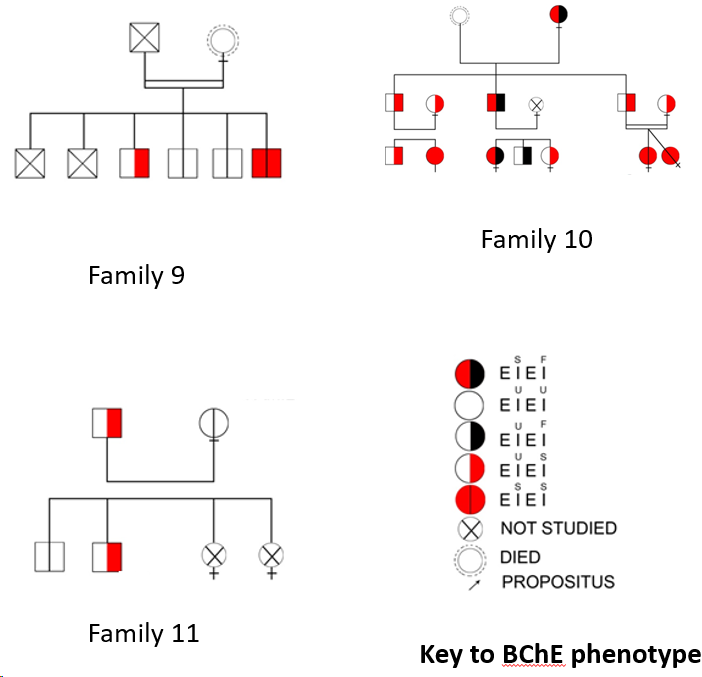 Family 9
Family 10
Family 11
S F
E I E I
U U
E I E I
U F
E I E I
U S
E I E I
S S
E I E I
NOT STUDIED
DIED
PROPOSITUS
Key to BChE phenotype